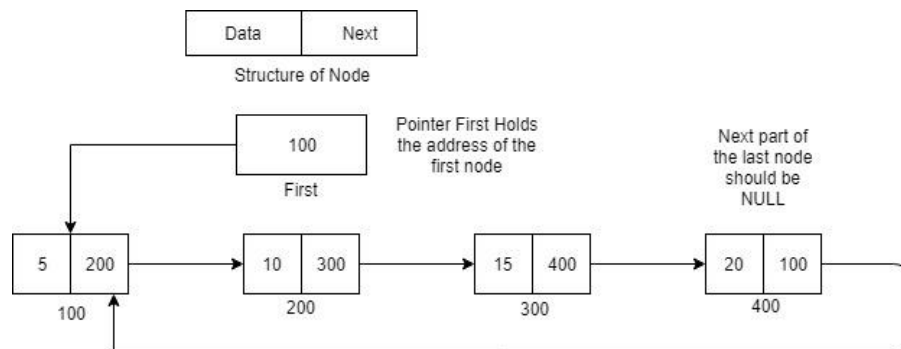 Data Next
Structure of Node
100
First
Pointer First Holds
the address of the
first node
Next part of
the last node
should be
NULL
5 200
100
10 300
200
15 400
300
20 100
400